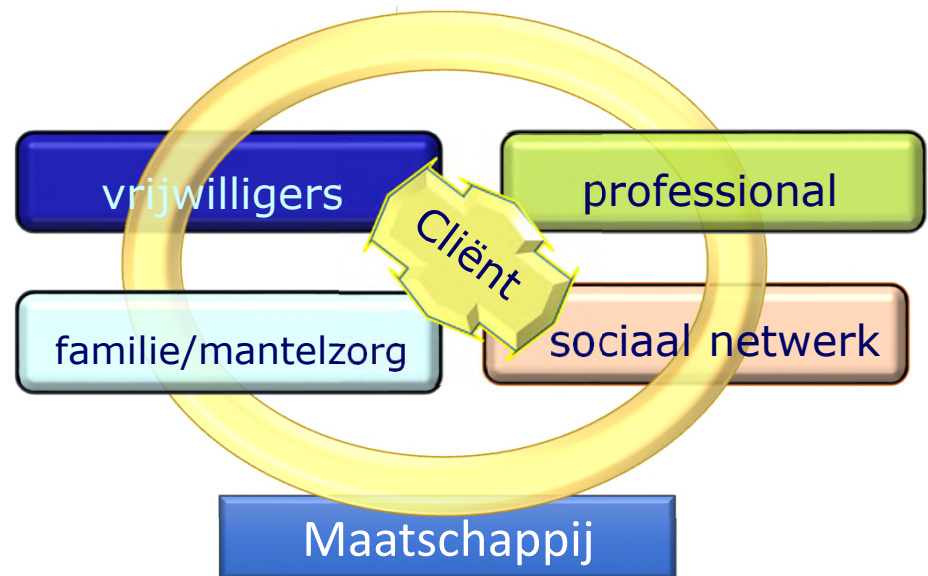 vrijwilligers
professional
Cliënt
familie/mantelzorg
sociaal netwerk
Maatschappij